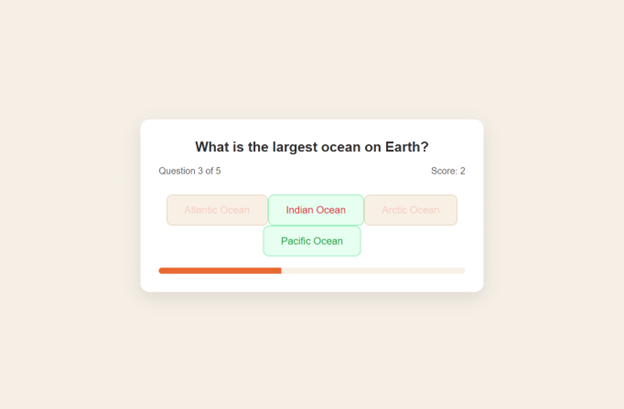 What is the largest ocean on Earth?
Question 3 of 5 Score: 2
Atlantic Ocean Indian Ocean Arctic Ocean
Pacific Ocean